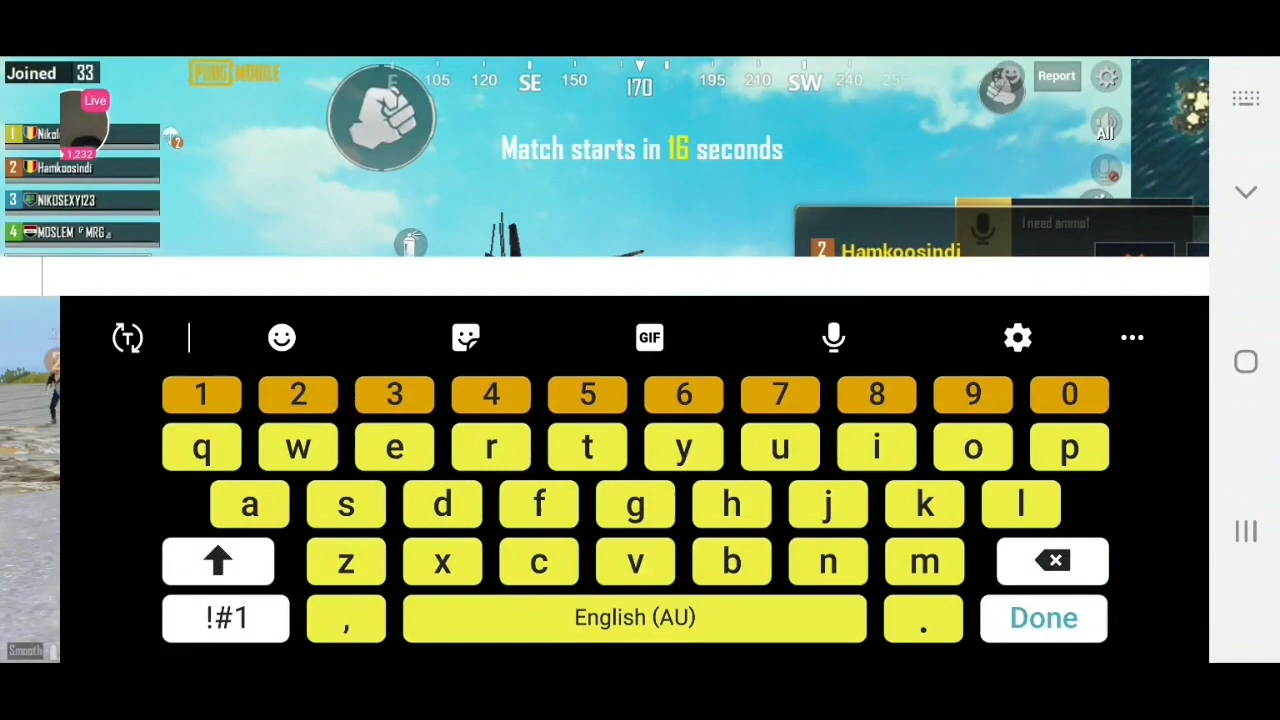 Joined 33
PUBG MOBILE
E 105 120 SE 150 170 195 210 SW 240 255
Report
Live
1,232
Match starts in 16 seconds
All
1 Nikol
2
2 Hamkoosindi
3 NIKOSEXY123
4 MOSLEM MRG
I need ammo!
2 Hamkoosindi
GIF
1 2 3 4 5 6 7 8 9 0
q w e r t y u i o p
a s d f g h j k l
z x c v b n m
!#1 , English (AU) . Done
Smooth